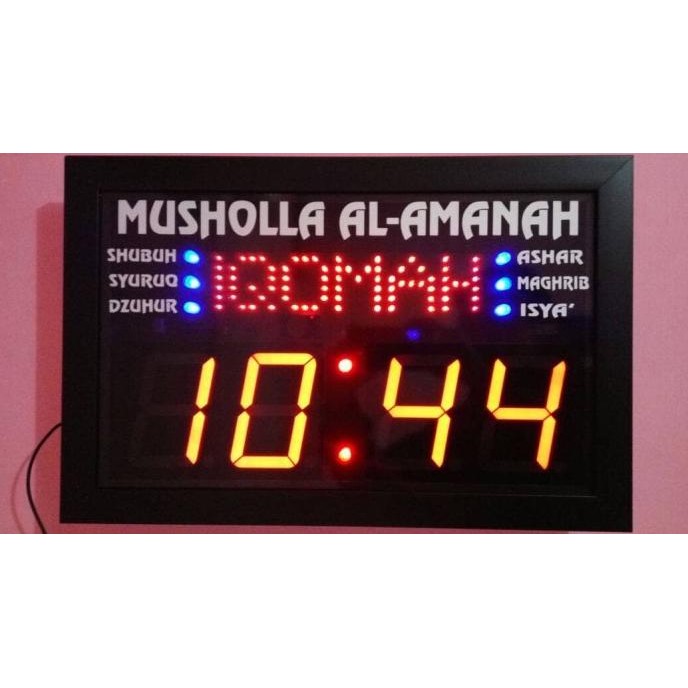 MUSHOLLA AL-AMANAH
SHUBUH
SYURUQ
DZUHUR
IQOMAH
ASHAR
MAGHRIB
ISYA'
10:44